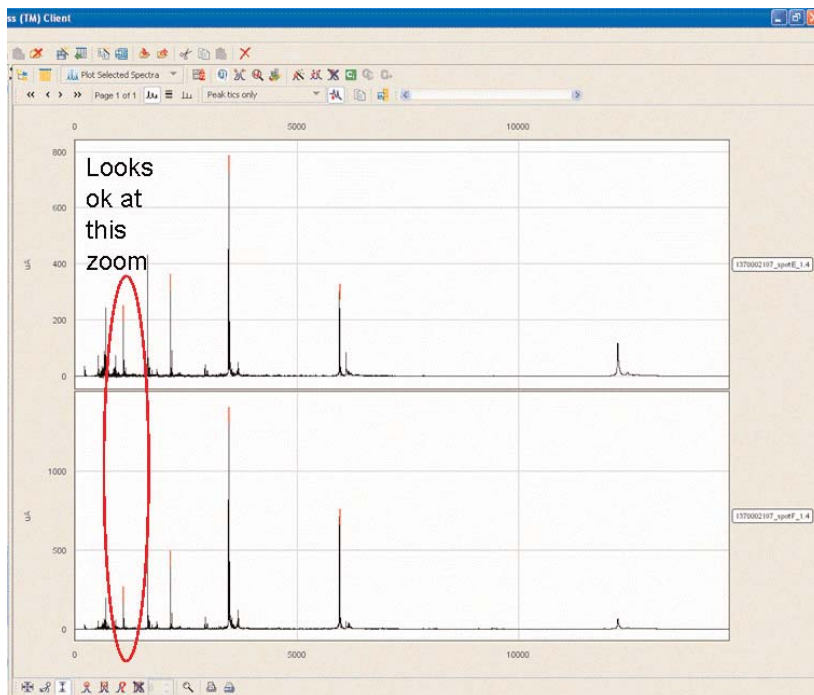 ss (TM) Client
Plot Selected Spectra
Page 1 of 1
Peak tics only
0 5000 10000
Looks
ok at
this
zoom
800
600
400
200
0
uA
1370002107_spotE_1.4
1000
500
0
uA
1370002107_spotF_1.4
0 5000 10000